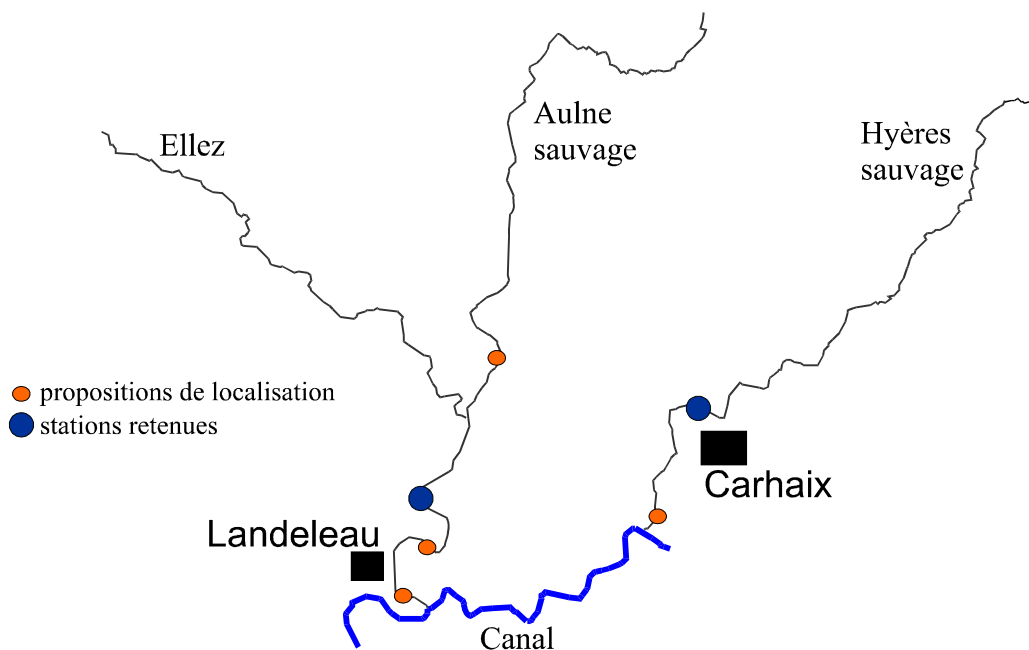 Aulne
sauvage
Hyères
sauvage
Ellez
propositions de localisation
stations retenues
Carhaix
Landeleau
Canal